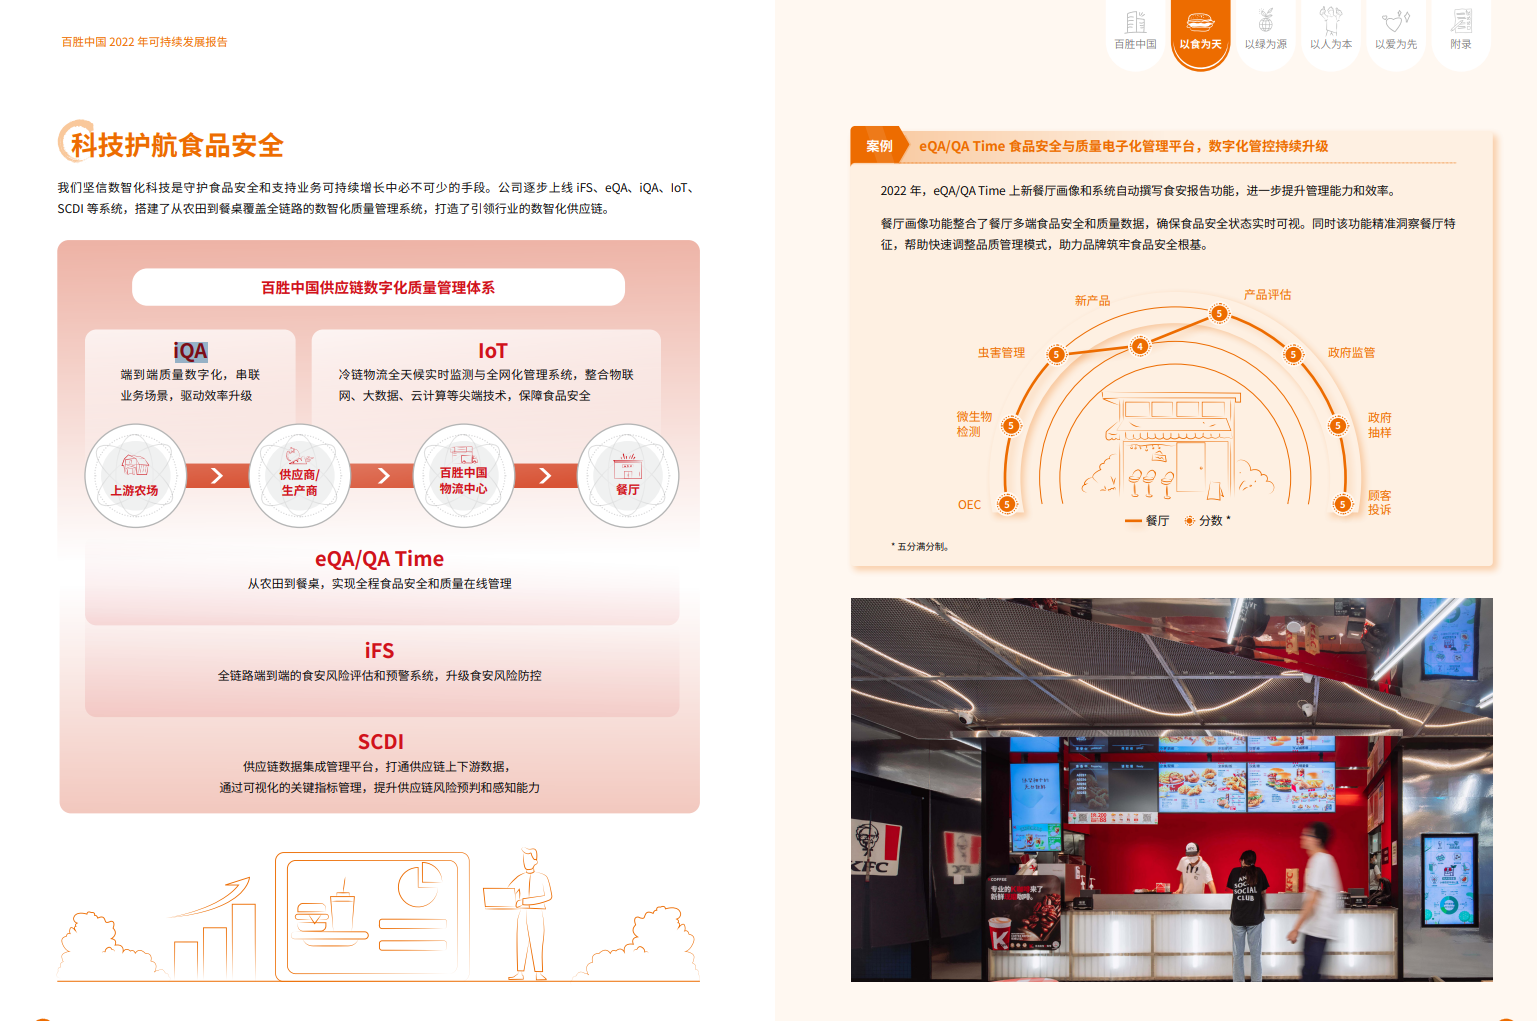 百胜中国 2022 年可持续发展报告
百胜中国
以食为天
以绿为源
以人为本
以爱为先
附录
科技护航食品安全
我们坚信数智化科技是守护食品安全和支持业务可持续增长中必不可少的手段。公司逐步上线 iFS、eQA、iQA、IoT、
SCDI 等系统，搭建了从农田到餐桌覆盖全链路的数智化质量管理系统，打造了引领行业的数智化供应链。
百胜中国供应链数字化质量管理体系
iQA
端到端质量数字化，串联
业务场景，驱动效率升级
IoT
冷链物流全天候实时监测与全网化管理系统，整合物联
网、大数据、云计算等尖端技术，保障食品安全
上游农场
供应商/
生产商
百胜中国
物流中心
餐厅
eQA/QA Time
从农田到餐桌，实现全程食品安全和质量在线管理
iFS
全链路端到端的食安风险评估和预警系统，升级食安风险防控
SCDI
供应链数据集成管理平台，打通供应链上下游数据，
通过可视化的关键指标管理，提升供应链风险预判和感知能力
案例
eQA/QA Time 食品安全与质量电子化管理平台，数字化管控持续升级
2022 年，eQA/QA Time 上新餐厅画像和系统自动撰写食安报告功能，进一步提升管理能力和效率。
餐厅画像功能整合了餐厅多端食品安全和质量数据，确保食品安全状态实时可视。同时该功能精准洞察餐厅特
征，帮助快速调整品质管理模式，助力品牌筑牢食品安全根基。
新产品
产品评估
虫害管理
政府监管
微生物
检测
政府
抽样
OEC
顾客
投诉
5
4
5
5
5
5
5
5
5
餐厅
分数 *
* 五分满分制。
KFC
COFFEE
专业的
来了
新鲜
咖啡。
K
AN
SOCIAL
CLUB